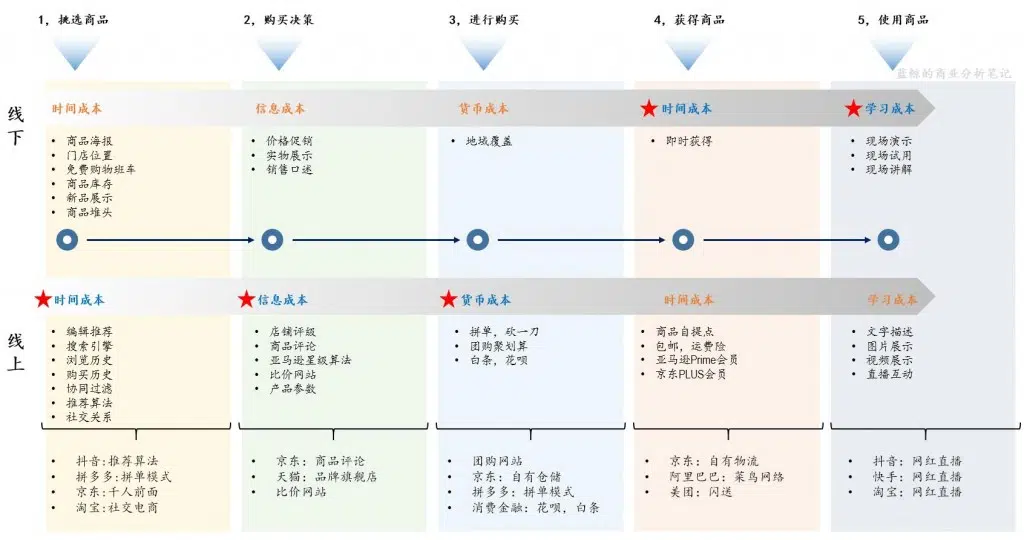 1，挑选商品
2，购买决策
3，进行购买
4，获得商品
5，使用商品
蓝鲸的商业分析笔记
线下
时间成本
信息成本
货币成本
时间成本
学习成本
• 商品海报
• 门店位置
• 免费购物班车
• 商品库存
• 新品展示
• 商品堆头
• 价格促销
• 实物展示
• 销售口述
• 地域覆盖
• 即时获得
• 现场演示
• 现场试用
• 现场讲解
线上
时间成本
信息成本
货币成本
时间成本
学习成本
• 编辑推荐
• 搜索引擎
• 浏览历史
• 购买历史
• 协同过滤
• 推荐算法
• 社交关系
• 店铺评级
• 商品评论
• 亚马逊星级算法
• 比价网站
• 产品参数
• 拼单，砍一刀
• 团购聚划算
• 白条，花呗
• 商品自提点
• 包邮，运费险
• 亚马逊Prime会员
• 京东PLUS会员
• 文字描述
• 图片展示
• 视频展示
• 直播互动
• 抖音:推荐算法
• 拼多多:拼单模式
• 京东:千人前面
• 淘宝:社交电商
• 京东：商品评论
• 天猫：品牌旗舰店
• 比价网站
• 团购网站
• 京东：自有仓储
• 拼多多：拼单模式
• 消费金融：花呗，白条
• 京东：自有物流
• 阿里巴巴：菜鸟网络
• 美团：闪送
• 抖音：网红直播
• 快手：网红直播
• 淘宝：网红直播